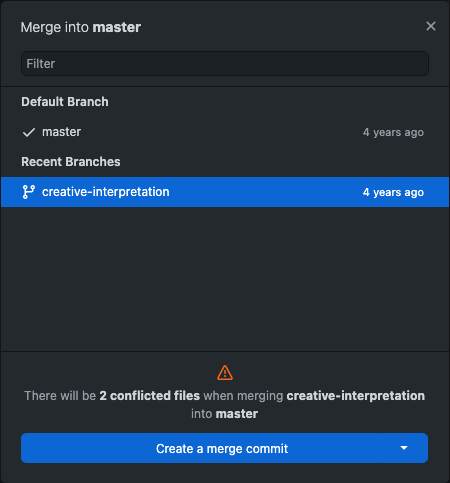 Merge into master
Filter
Default Branch
master 4 years ago
Recent Branches
creative-interpretation 4 years ago
There will be 2 conflicted files when merging creative-interpretation
into master
Create a merge commit